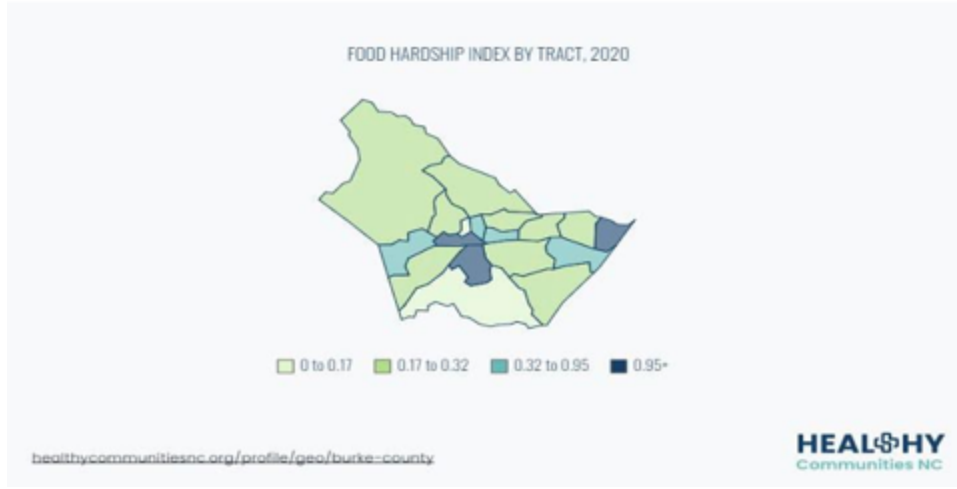 FOOD HARDSHIP INDEX BY TRACT, 2020
0 to 0.17 0.17 to 0.32 0.32 to 0.95 0.95+
healthycommunitiesnc.org/profile/geo/burke-county
HEALTHY
Communities NC